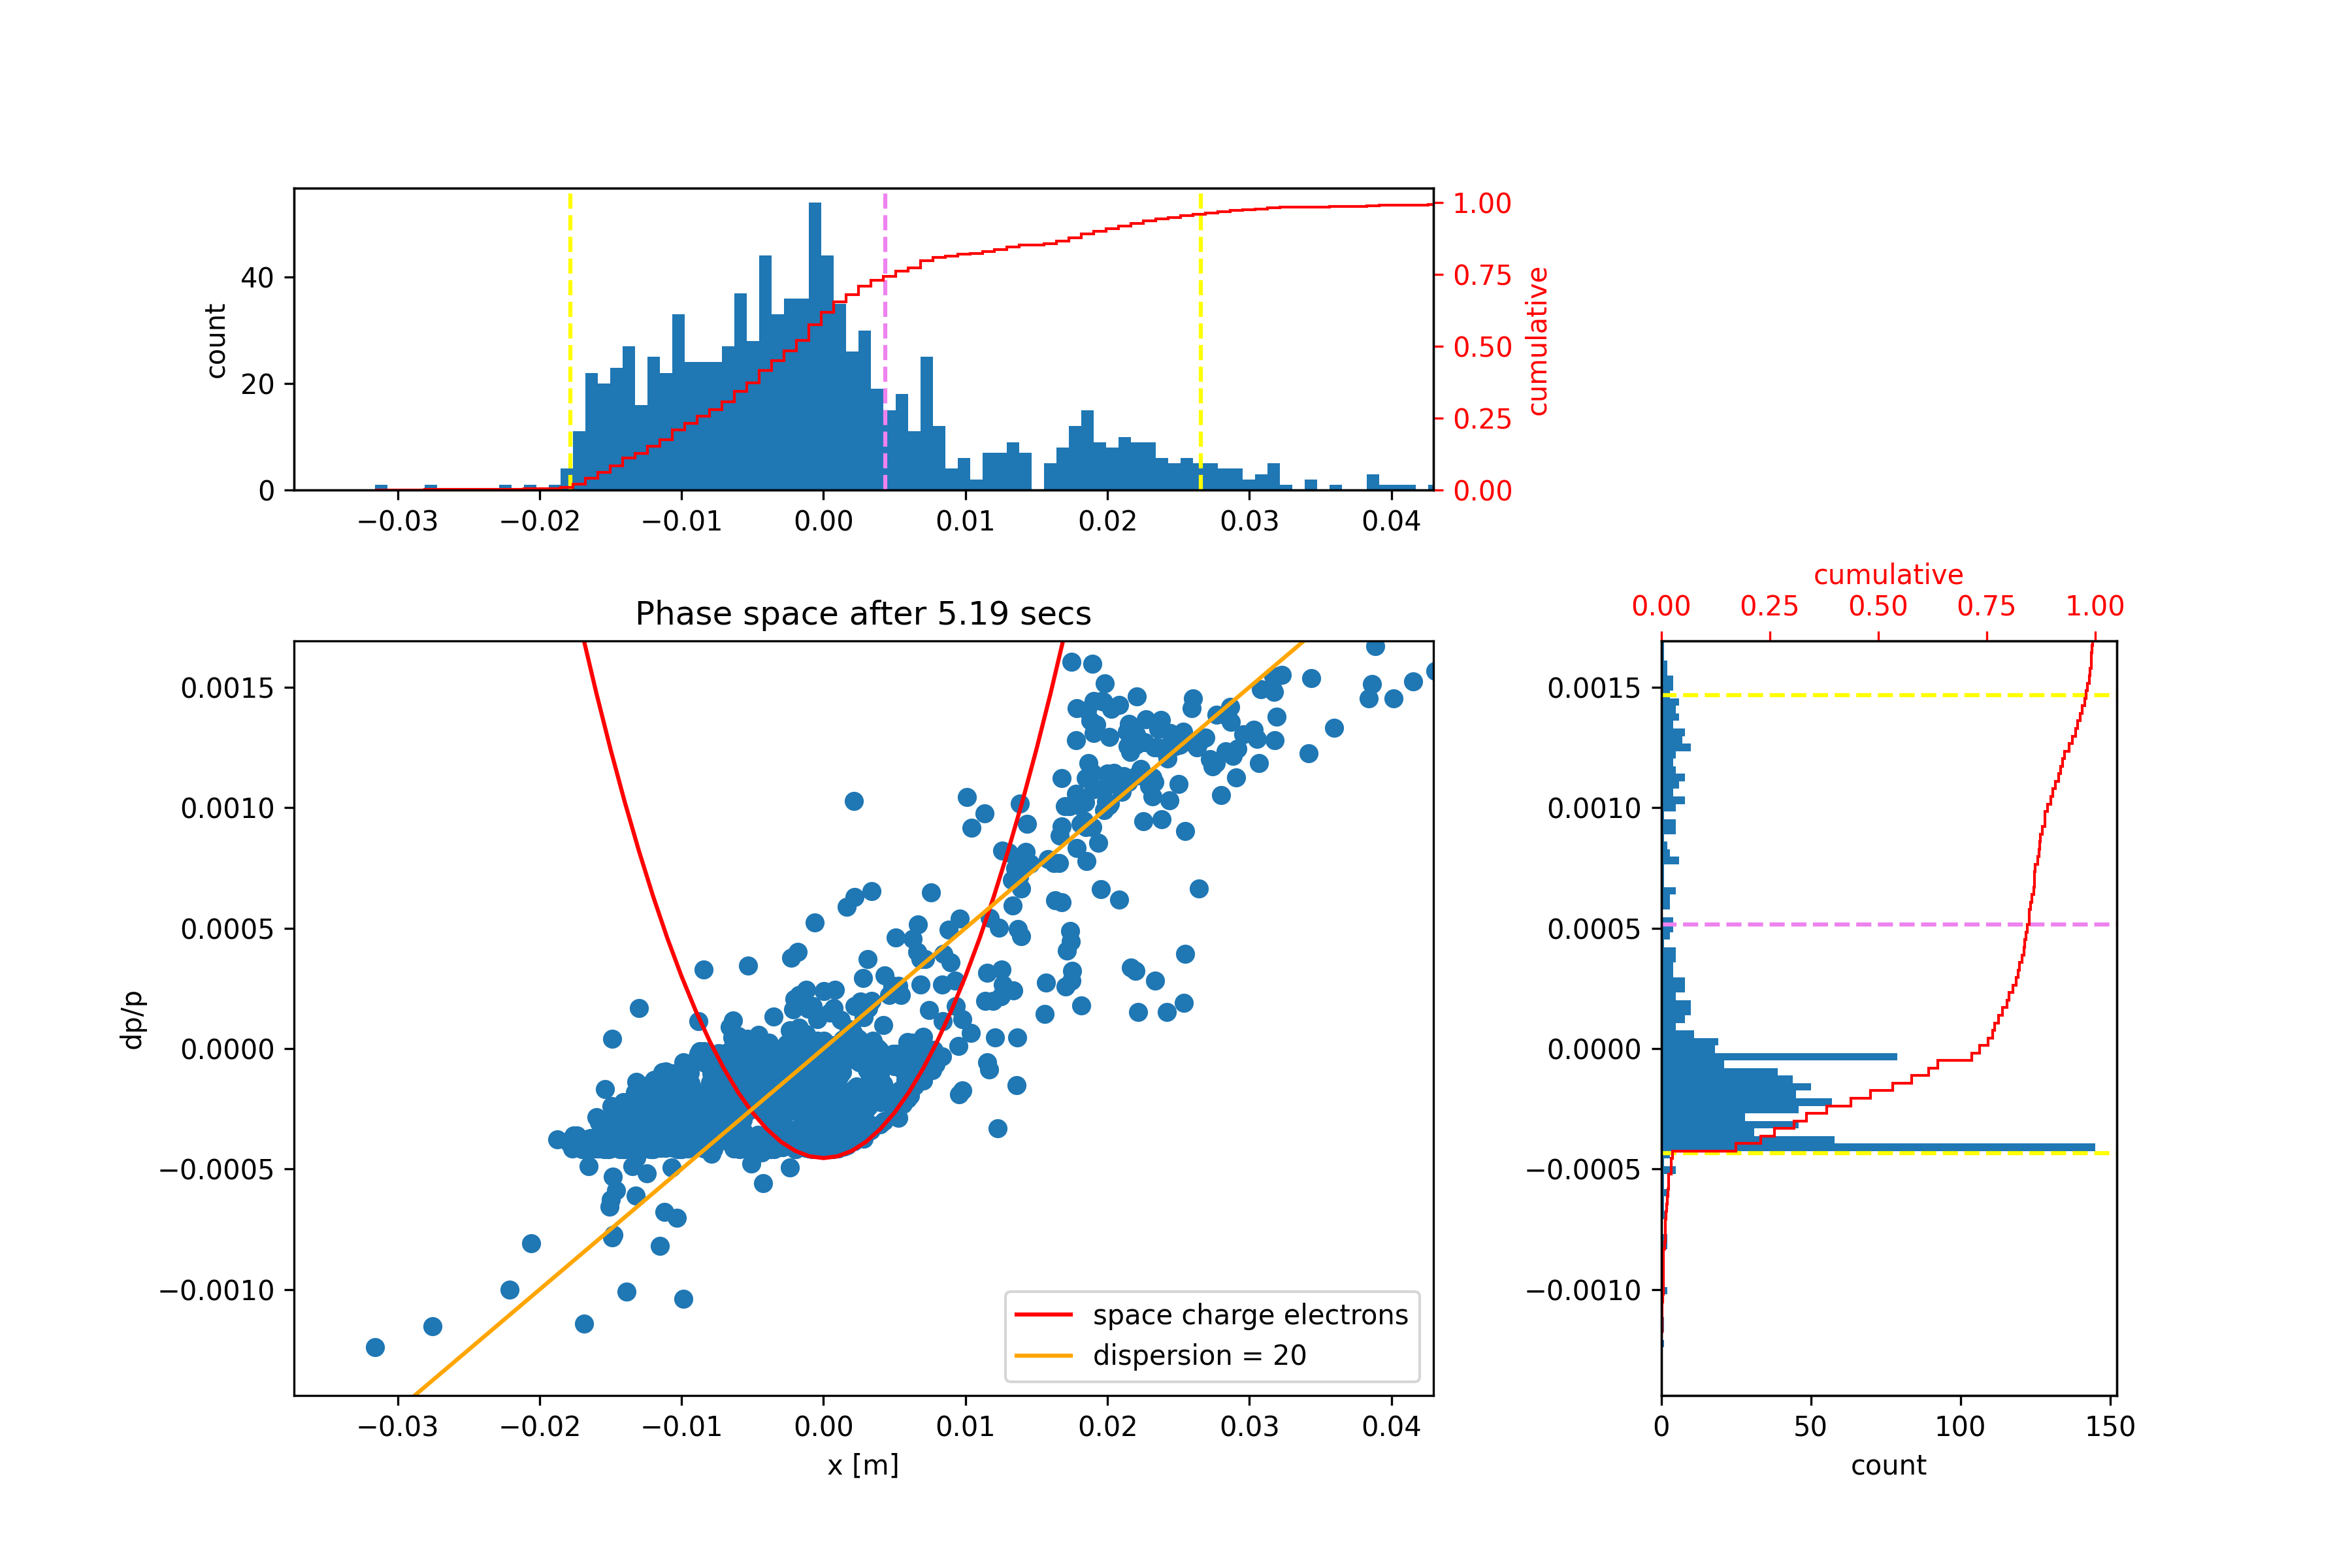 count
40
20
0
1.00
0.75
0.50
0.25
0.00
cumulative
−0.03 −0.02 −0.01 0.00 0.01 0.02 0.03 0.04
Phase space after 5.19 secs
dp/p
0.0015
0.0010
0.0005
0.0000
−0.0005
−0.0010
space charge electrons
dispersion = 20
−0.03 −0.02 −0.01 0.00 0.01 0.02 0.03 0.04
x [m]
cumulative
0.00 0.25 0.50 0.75 1.00
0.0015
0.0010
0.0005
0.0000
−0.0005
−0.0010
0 50 100 150
count